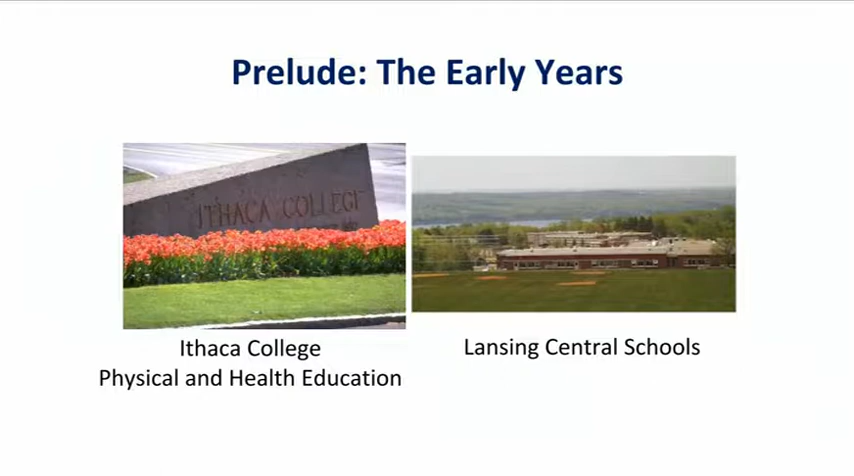 Prelude: The Early Years
ITHACA COLLEGE
Ithaca College
Physical and Health Education
Lansing Central Schools